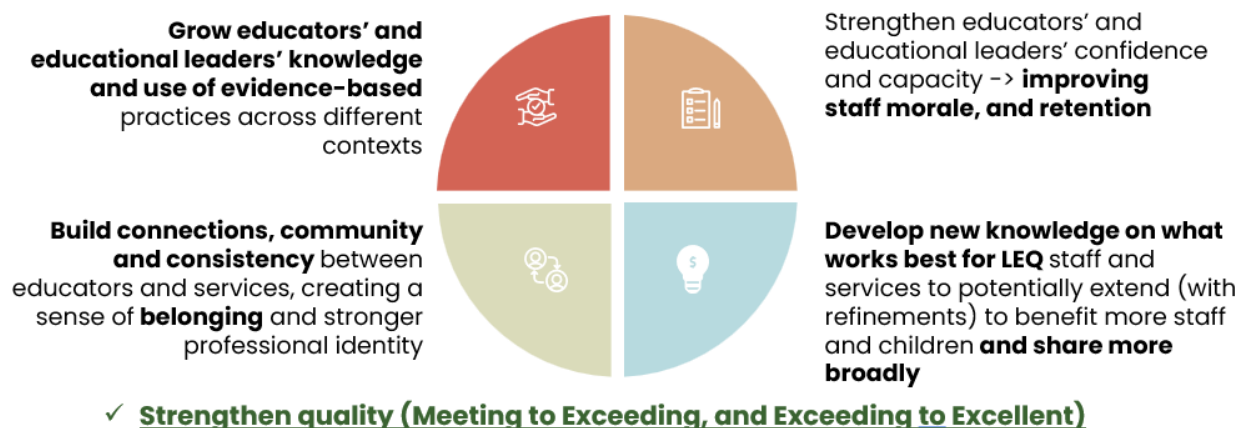 Grow educators’ and
educational leaders’ knowledge
and use of evidence-based
practices across different
contexts
Strengthen educators’ and
educational leaders’ confidence
and capacity -> improving
staff morale, and retention
Build connections, community
and consistency between
educators and services, creating a
sense of belonging and stronger
professional identity
$
Develop new knowledge on what
works best for LEQ staff and
services to potentially extend (with
refinements) to benefit more staff
and children and share more
broadly
✓ Strengthen quality (Meeting to Exceeding, and Exceeding to Excellent)